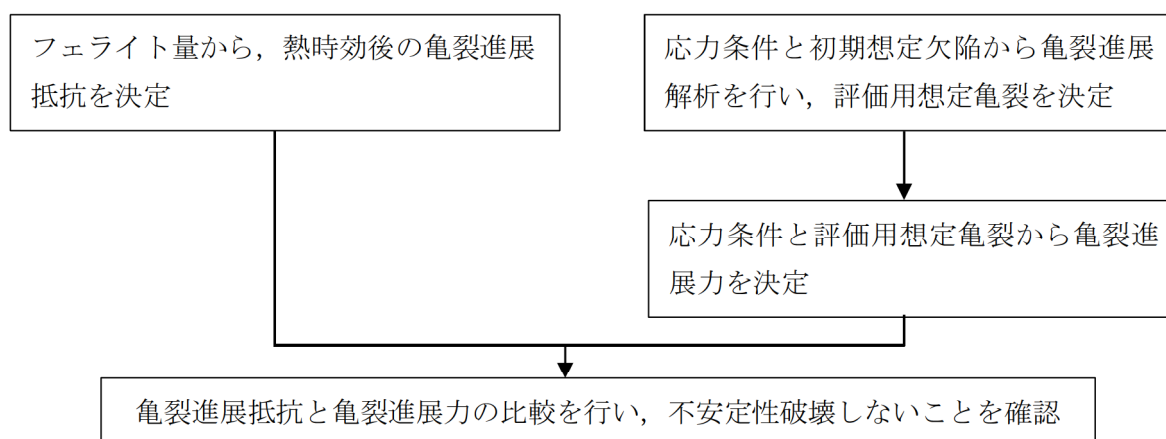 フェライト量から，熱時効後の亀裂進展
抵抗を決定
応力条件と初期想定欠陥から亀裂進展
解析を行い，評価用想定亀裂を決定
応力条件と評価用想定亀裂から亀裂進
展力を決定
亀裂進展抵抗と亀裂進展力の比較を行い，不安定性破壊しないことを確認